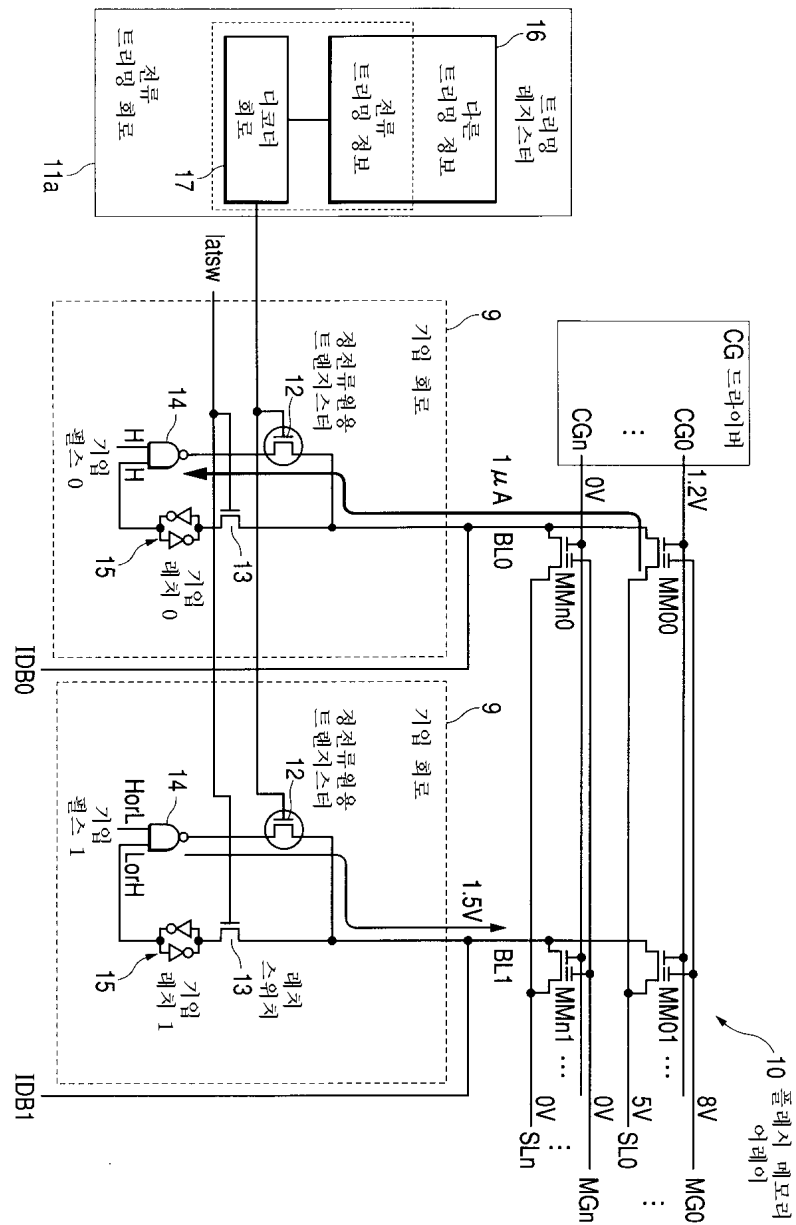 10 플래시 메모리
어레이
CG 드라이버
CG0 1.2V
8V MG0
MM00
MM01 ...
5V SL0
⋮
⋮
CGn 0V
0V MGn
MMn0
MMn1 ...
⋮
0V SLn
16
트리밍
레지스터
다른
트리밍 정보
전류
트리밍 정보
디코더
회로
17
전류
트리밍 회로
11a
BL0
1μA
BL1
1.5V
9
기입 회로
정전류원용
트랜지스터
12
13
latsw
14
H
H
기입
펄스 0
15
기입
래치 0
IDB0
9
기입 회로
정전류원용
트랜지스터
12
래치
스위치
13
14
HorL
LorH
기입
펄스 1
15
기입
래치 1
IDB1